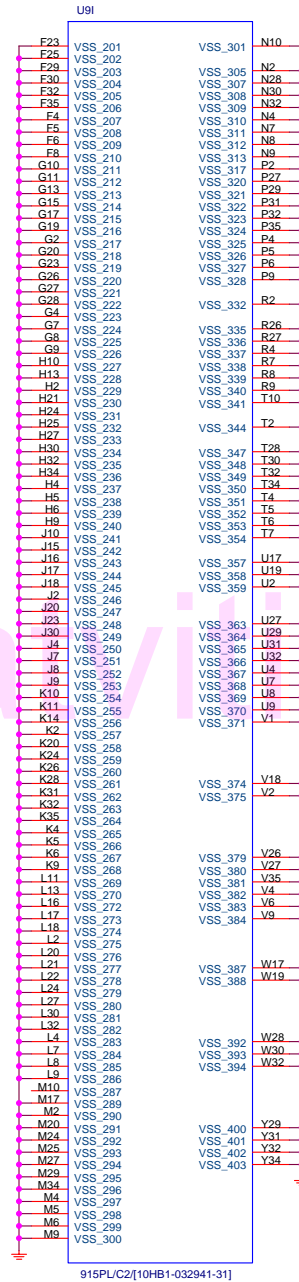 U9I
F23 VSS_201
F25 VSS_202
F29 VSS_203
F30 VSS_204
F32 VSS_205
F35 VSS_206
F4 VSS_207
F5 VSS_208
F6 VSS_209
F8 VSS_210
G10 VSS_211
G11 VSS_212
G13 VSS_213
G15 VSS_214
G17 VSS_215
G19 VSS_216
G2 VSS_217
G20 VSS_218
G23 VSS_219
G26 VSS_220
G27 VSS_221
G28 VSS_222
G4 VSS_223
G7 VSS_224
G8 VSS_225
G9 VSS_226
H10 VSS_227
H13 VSS_228
H2 VSS_229
H21 VSS_230
H24 VSS_231
H25 VSS_232
H27 VSS_233
H30 VSS_234
H32 VSS_235
H34 VSS_236
H4 VSS_237
H5 VSS_238
H6 VSS_239
H9 VSS_240
J10 VSS_241
J15 VSS_242
J16 VSS_243
J17 VSS_244
J18 VSS_245
J2 VSS_246
J20 VSS_247
J23 VSS_248
J30 VSS_249
J4 VSS_250
J7 VSS_251
J8 VSS_252
J9 VSS_253
K10 VSS_254
K11 VSS_255
K14 VSS_256
K2 VSS_257
K20 VSS_258
K24 VSS_259
K26 VSS_260
K28 VSS_261
K31 VSS_262
K32 VSS_263
K35 VSS_264
K4 VSS_265
K5 VSS_266
K6 VSS_267
K9 VSS_268
L11 VSS_269
L13 VSS_270
L16 VSS_272
L17 VSS_273
L18 VSS_274
L2 VSS_275
L20 VSS_276
L21 VSS_277
L22 VSS_278
L24 VSS_279
L27 VSS_280
L30 VSS_281
L32 VSS_282
L4 VSS_283
L7 VSS_284
L8 VSS_285
L9 VSS_286
M10 VSS_287
M17 VSS_289
M2 VSS_290
M20 VSS_291
M24 VSS_292
M25 VSS_293
M27 VSS_294
M29 VSS_295
M34 VSS_296
M4 VSS_297
M5 VSS_298
M6 VSS_299
M9 VSS_300
VSS_301 N10
VSS_305 N2
VSS_307 N28
VSS_308 N30
VSS_309 N32
VSS_310 N4
VSS_311 N7
VSS_312 N8
VSS_313 N9
VSS_317 P2
VSS_320 P27
VSS_321 P29
VSS_322 P31
VSS_323 P32
VSS_324 P35
VSS_325 P4
VSS_326 P5
VSS_327 P6
VSS_328 P9
VSS_332 R2
VSS_335 R26
VSS_336 R27
VSS_337 R4
VSS_338 R7
VSS_339 R8
VSS_340 R9
VSS_341 T10
VSS_344 T2
VSS_347 T28
VSS_348 T30
VSS_349 T32
VSS_350 T34
VSS_351 T4
VSS_352 T5
VSS_353 T6
VSS_354 T7
VSS_357 U17
VSS_358 U19
VSS_359 U2
VSS_363 U27
VSS_364 U29
VSS_365 U31
VSS_366 U32
VSS_367 U4
VSS_368 U7
VSS_369 U8
VSS_370 U9
VSS_371 V1
VSS_374 V18
VSS_375 V2
VSS_379 V26
VSS_380 V27
VSS_381 V35
VSS_382 V4
VSS_383 V6
VSS_384 V9
VSS_387 W17
VSS_388 W19
VSS_392 W28
VSS_393 W30
VSS_394 W32
VSS_400 Y29
VSS_401 Y31
VSS_402 Y32
VSS_403 Y34
915PL/C2/[10HB1-032941-31]